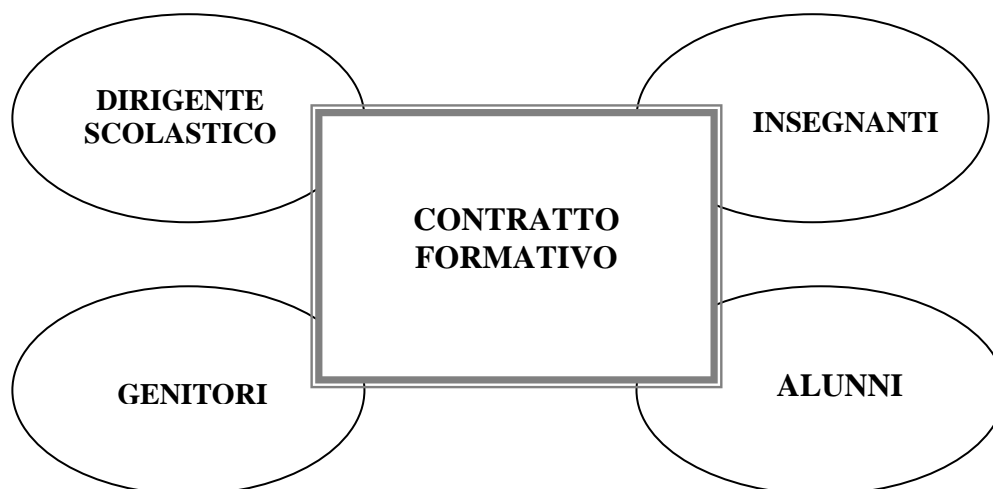 DIRIGENTE
SCOLASTICO
INSEGNANTI
CONTRATTO
FORMATIVO
GENITORI
ALUNNI